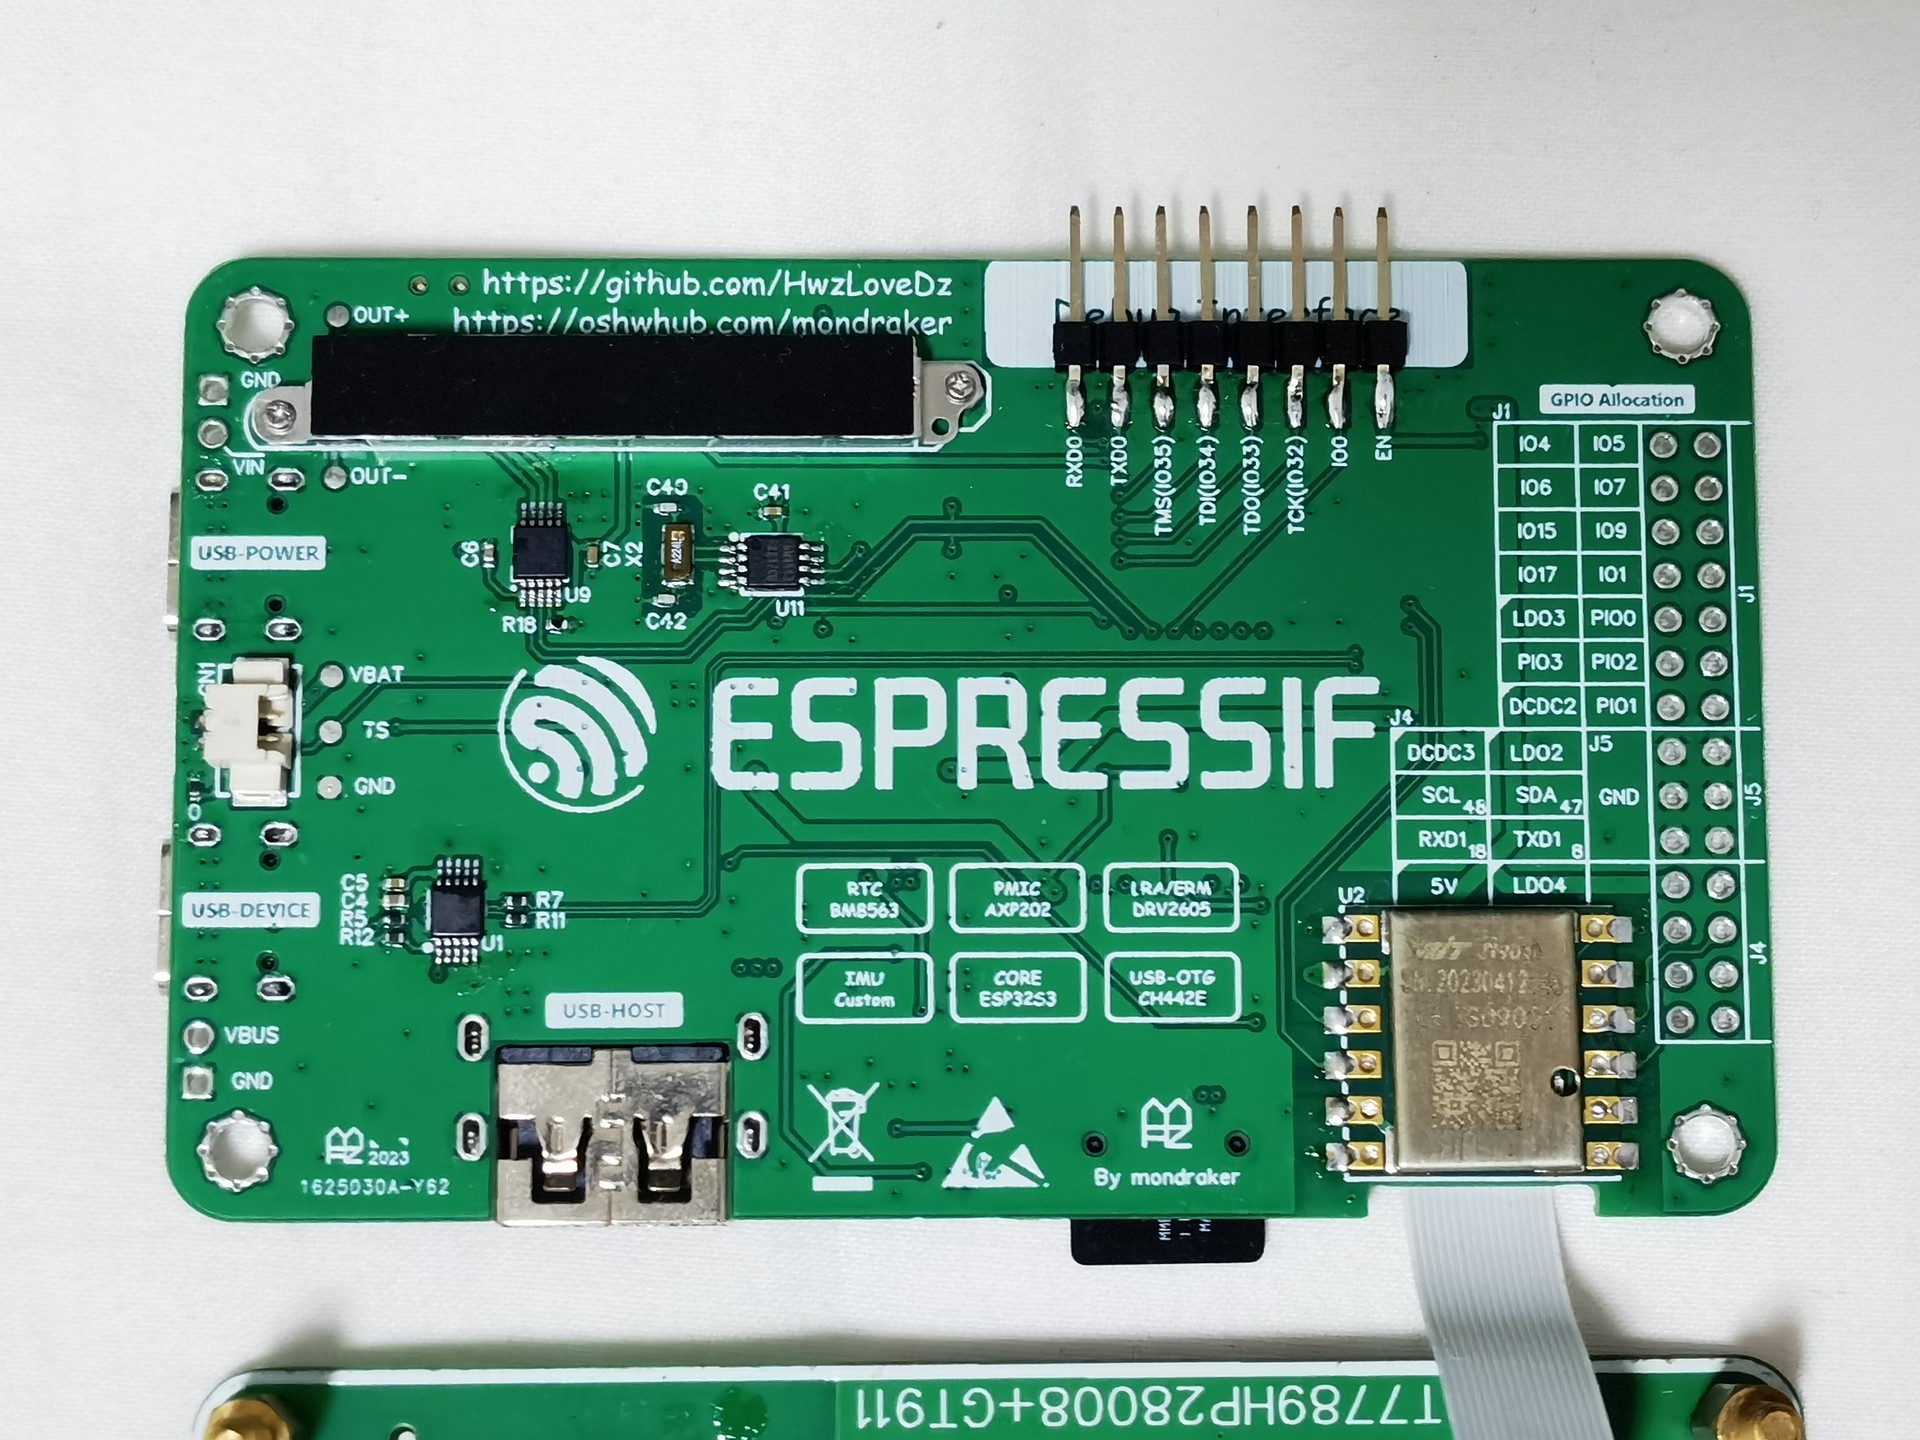 https://github.com/HwzLoveDz
https://oshwhub.com/mondraker
OUT+
GND
VIN
OUT-
Debug Interface
RXD0
TXD0
TMS(IO35)
TDI(IO34)
TDO(IO33)
TCK(IO32)
IO0
EN
GPIO Allocation
J1
IO4 IO5
IO6 IO7
IO15 IO9
IO17 IO1
LDO3 PIO0
PIO3 PIO2
DCDC2 PIO1
J1
J4
DCDC3 LDO2 J5
SCL 48 SDA 47 GND
RXD1 18 TXD1 8
5V LDO4
J5
J4
USB-POWER
C6
C7
U9
R18
C40
X2
A224L
C42
C41
U11
CN1
VBAT
TS
GND
ESPRESSIF
C5
C4
R5
R12
R7
R11
U1
USB-DEVICE
VBUS
GND
USB-HOST
RTC
BM8563
PMIC
AXP202
LRA/ERM
DRV2605
IMU
Custom
CORE
ESP32S3
USB-OTG
CH442E
U2
20230412
2023
1625030A-Y62
By mondraker
T7789HP28008+GT911